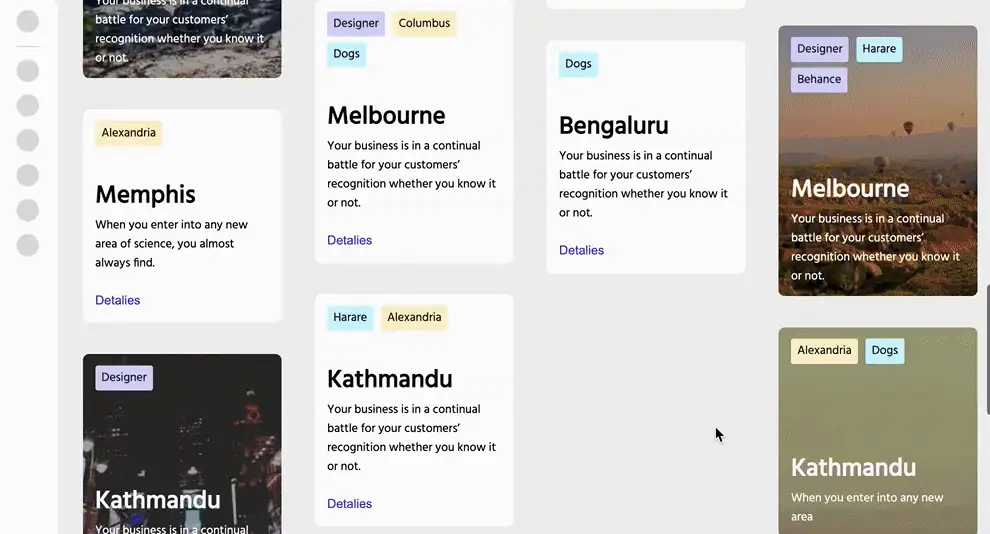 Your business is in a continual
battle for your customers’
recognition whether you know it
or not.
Alexandria
Memphis
When you enter into any new
area of science, you almost
always find.
Detalies
Designer
Kathmandu
Your business is in a continual
Designer Columbus
Dogs
Melbourne
Your business is in a continual
battle for your customers’
recognition whether you know it
or not.
Detalies
Harare Alexandria
Kathmandu
Your business is in a continual
battle for your customers’
recognition whether you know it
or not.
Detalies
Dogs
Bengaluru
Your business is in a continual
battle for your customers’
recognition whether you know it
or not.
Detalies
Designer Harare
Behance
Melbourne
Your business is in a continual
battle for your customers’
recognition whether you know it
or not.
Alexandria Dogs
Kathmandu
When you enter into any new
area